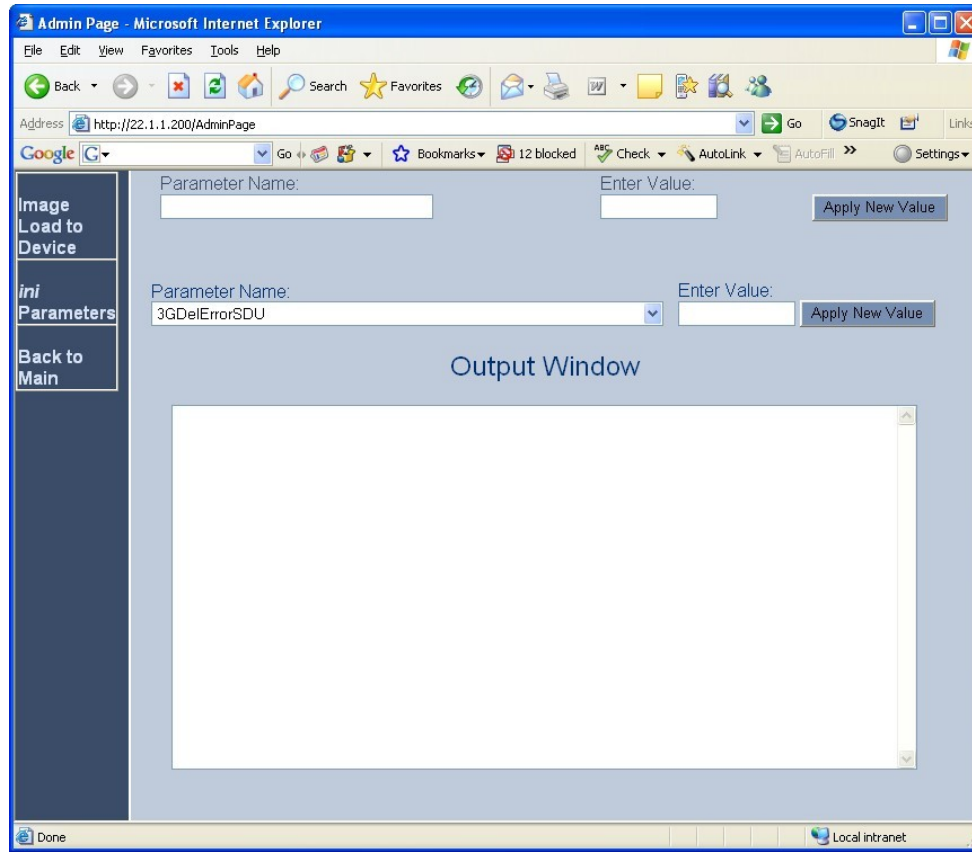 Admin Page - Microsoft Internet Explorer
File Edit View Favorites Tools Help
Back Search Favorites
Address http://22.1.1.200/AdminPage Go SnagIt Links
Google G Go Bookmarks 12 blocked ABC Check AutoLink AutoFill >> Settings
Image
Load to
Device
ini
Parameters
Back to
Main
Parameter Name: Enter Value:
Apply New Value
Parameter Name: Enter Value:
3GDelErrorSDU Apply New Value
Output Window
Done Local intranet